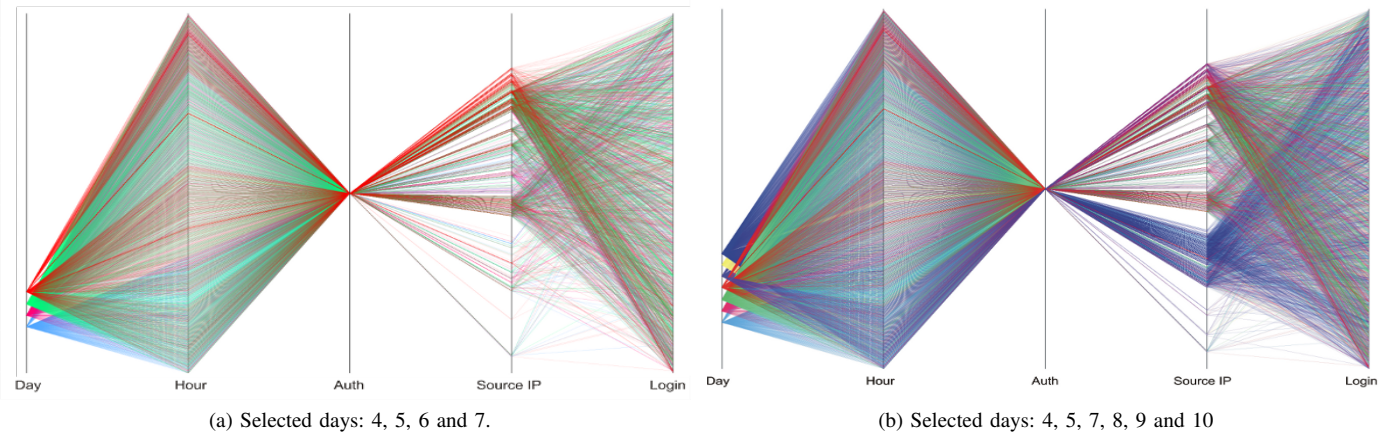 Day Hour Auth Source IP Login
Day Hour Auth Source IP Login
(a) Selected days: 4, 5, 6 and 7.
(b) Selected days: 4, 5, 7, 8, 9 and 10